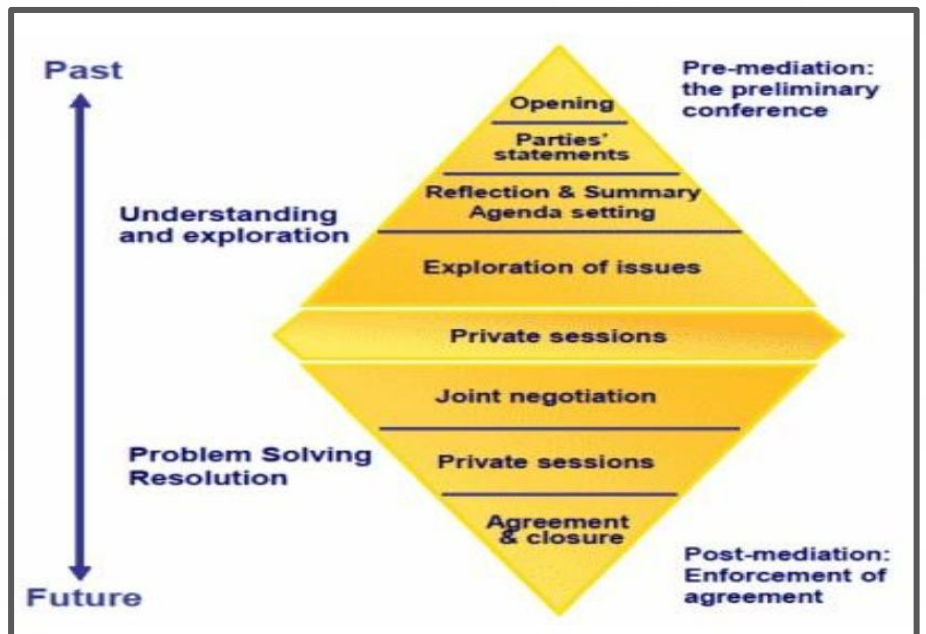 Past
Pre-mediation:
the preliminary
conference
Opening
Parties'
statements
Reflection & Summary
Agenda setting
Understanding
and exploration
Exploration of issues
Private sessions
Joint negotiation
Problem Solving
Resolution
Private sessions
Agreement
& closure
Post-mediation:
Enforcement of
agreement
Future